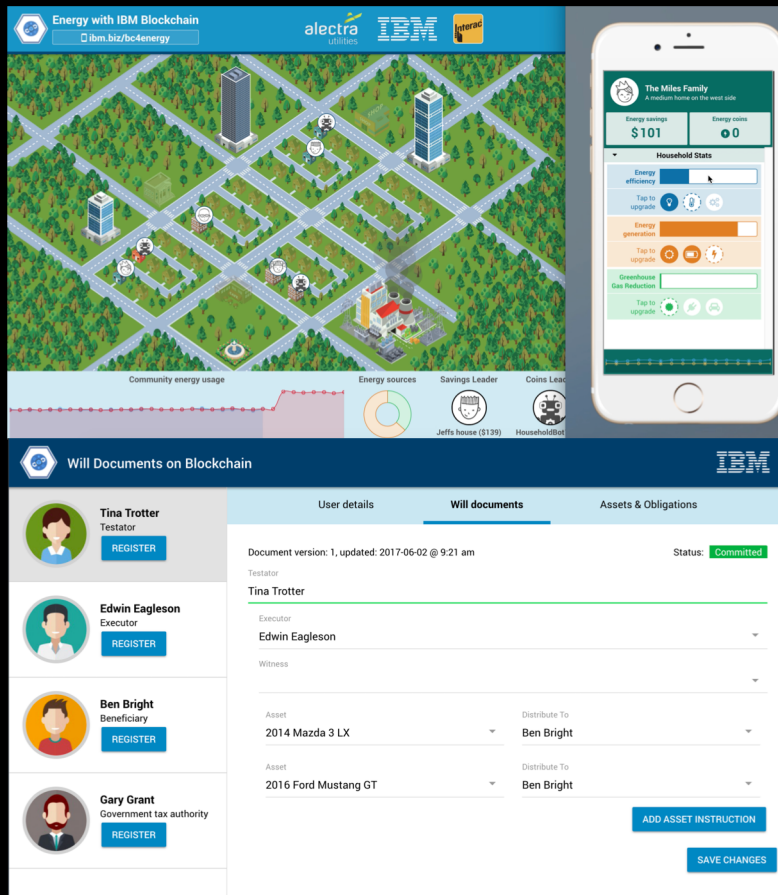 Energy with IBM Blockchain
ibm.biz/bc4energy
alectra
utilities
IBM
Interac
The Miles Family
A medium home on the west side
Energy savings
$101
Energy coins
0
Household Stats
Energy
efficiency
Tap to
upgrade
Energy
generation
Tap to
upgrade
Greenhouse
Gas Reduction
Tap to
upgrade
Community energy usage
Energy sources
Savings Leader
Jeffs house ($139)
Coins Lead
HouseholdBot
Will Documents on Blockchain
IBM
Tina Trotter
Testator
REGISTER
Edwin Eagleson
Executor
REGISTER
Ben Bright
Beneficiary
REGISTER
Gary Grant
Government tax authority
REGISTER
User details
Will documents
Assets & Obligations
Document version: 1, updated: 2017-06-02 @ 9:21 am
Status: Committed
Testator
Tina Trotter
Executor
Edwin Eagleson
Witness
Asset
2014 Mazda 3 LX
Distribute To
Ben Bright
Asset
2016 Ford Mustang GT
Distribute To
Ben Bright
ADD ASSET INSTRUCTION
SAVE CHANGES